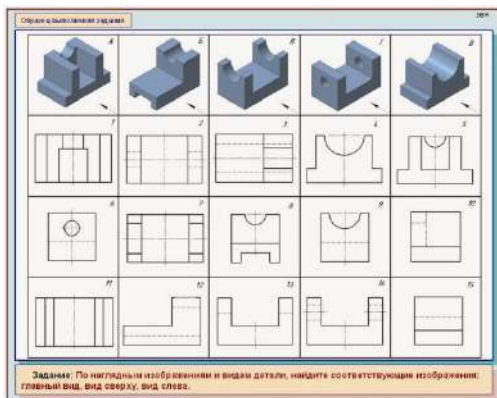 Образец выполнения задания
А Б В Г Д
1 2 3 4 5
6 7 8 9 10
11 12 13 14 15
Задание: По наглядным изображениям и видам детали, найдите соответствующие изображения:
главный вид, вид сверху, вид слева.